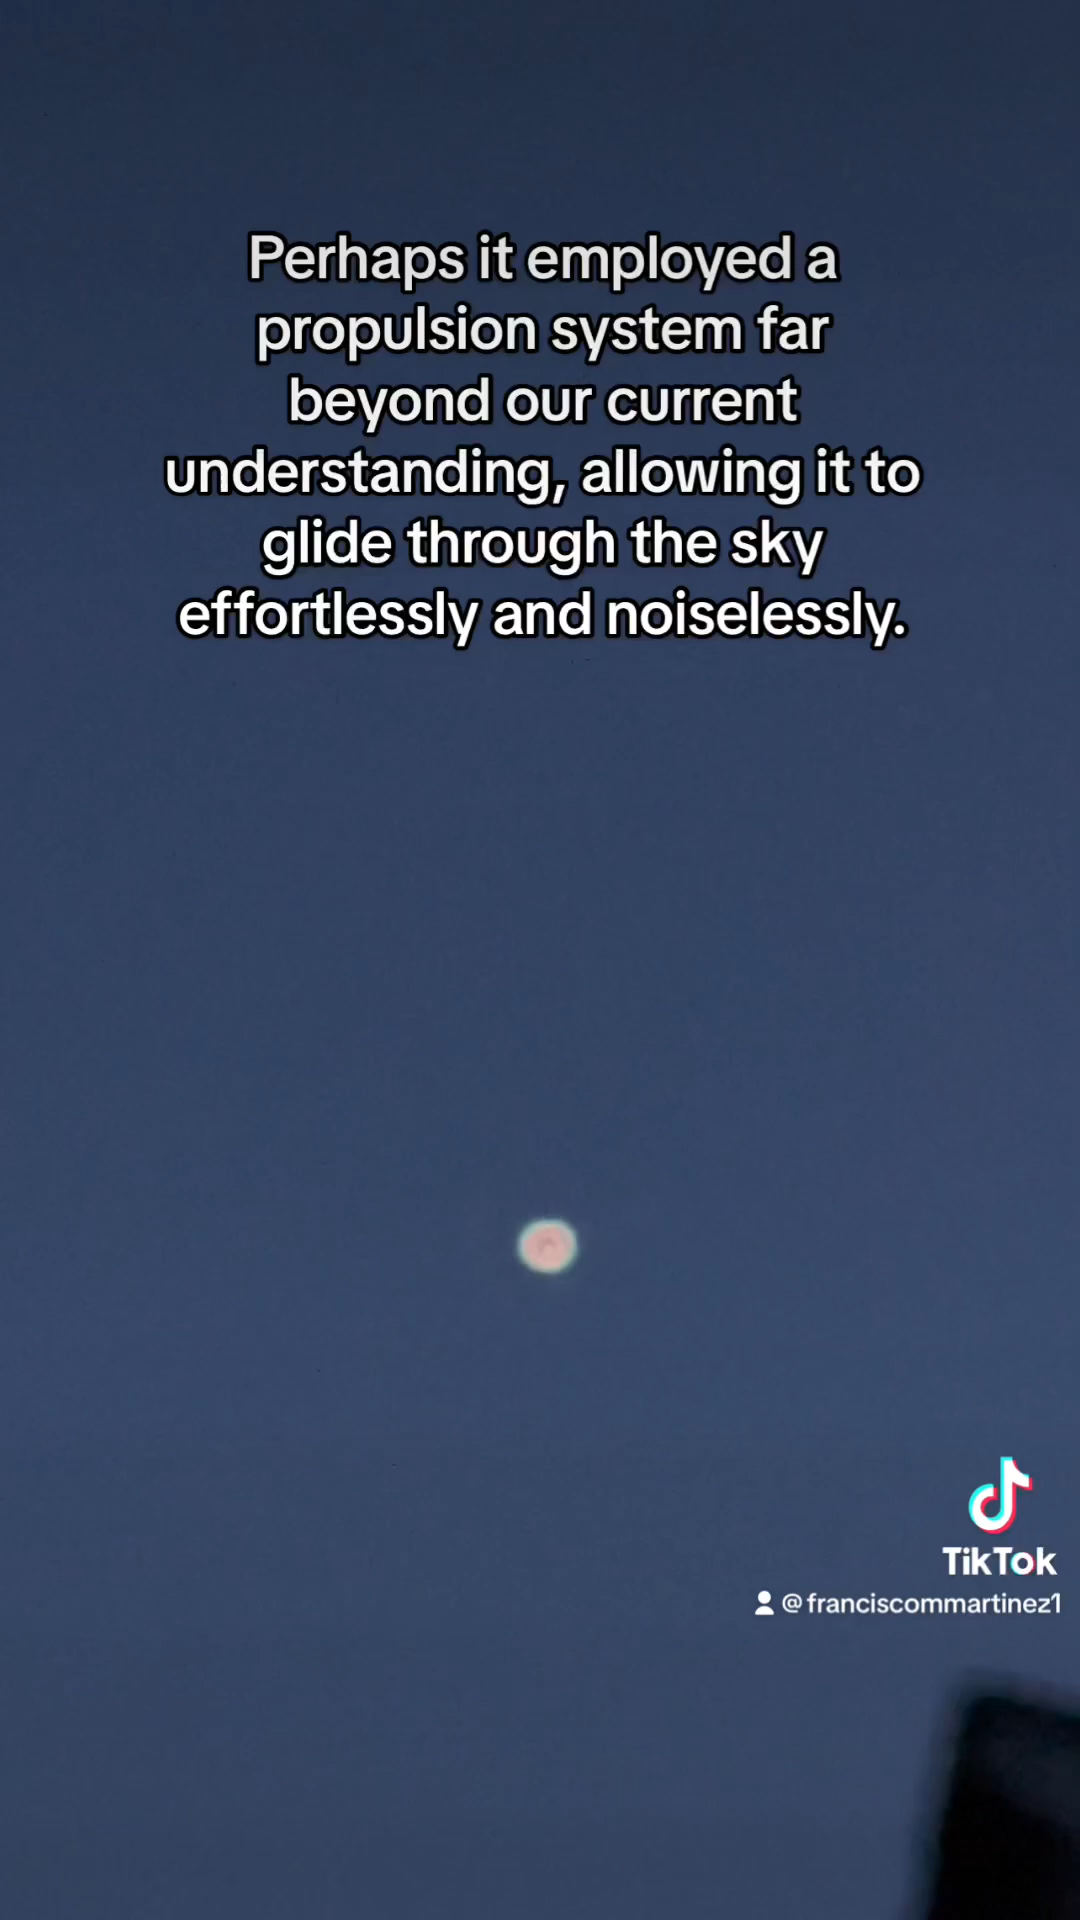 Perhaps it employed a
propulsion system far
beyond our current
understanding, allowing it to
glide through the sky
effortlessly and noiselessly.
TikTok
@franciscommartinez1